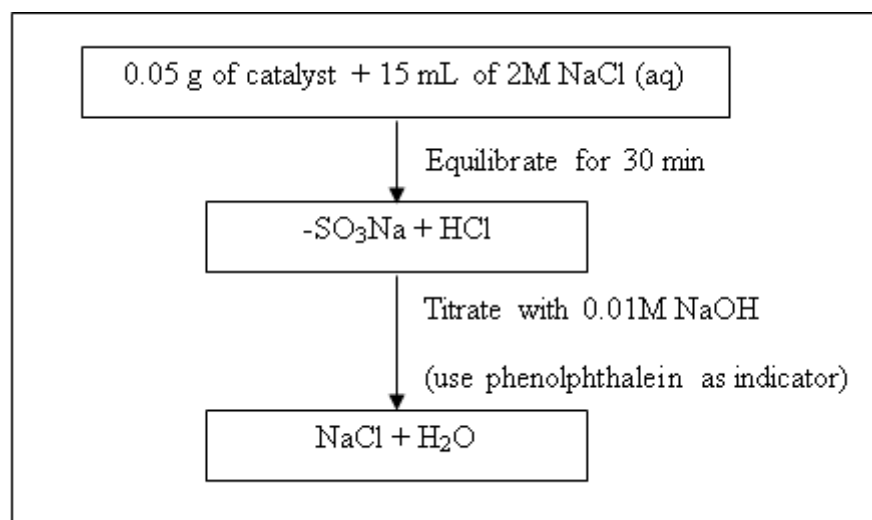 0.05 g of catalyst + 15 mL of 2M NaCl (aq)
Equilibrate for 30 min
-SO₃Na + HCl
Titrate with 0.01M NaOH
(use phenolphthalein as indicator)
NaCl + H₂O